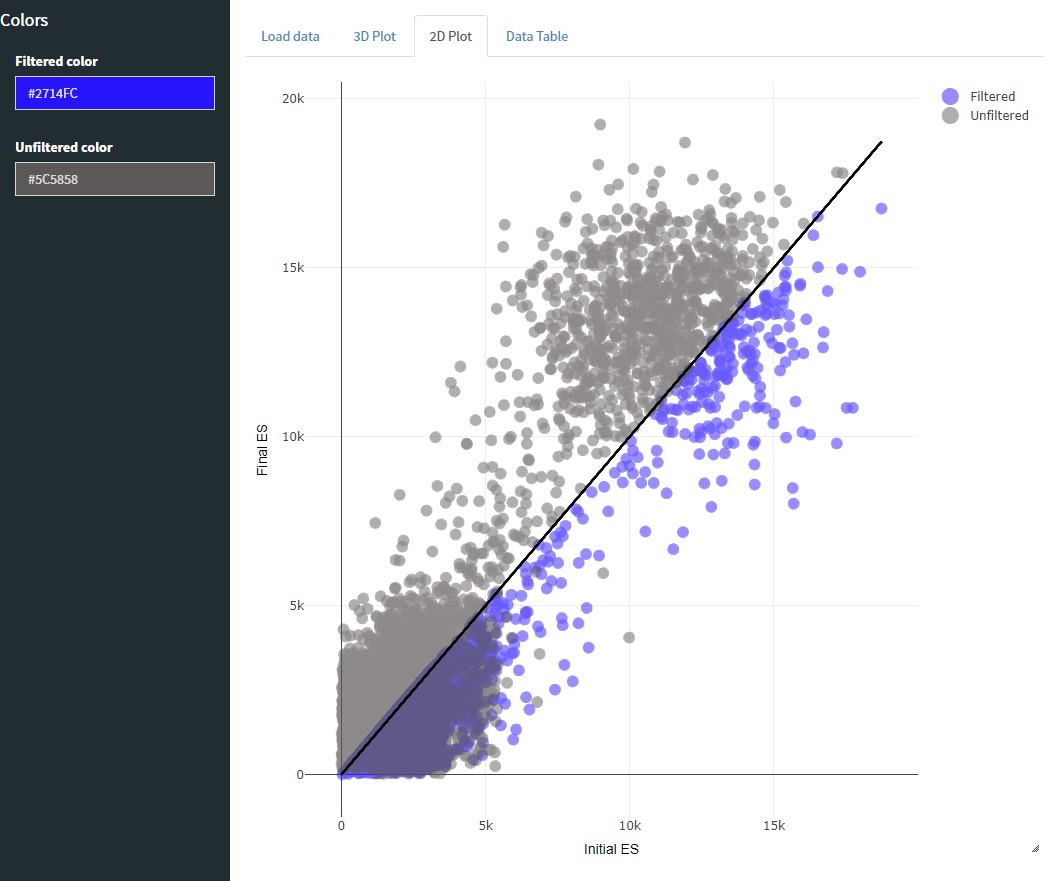 Colors
Filtered color
#2714FC
Unfiltered color
#5C5858
Load data
3D Plot
2D Plot
Data Table
Filtered
Unfiltered
20k
15k
10k
5k
0
Final ES
0
5k
10k
15k
Initial ES